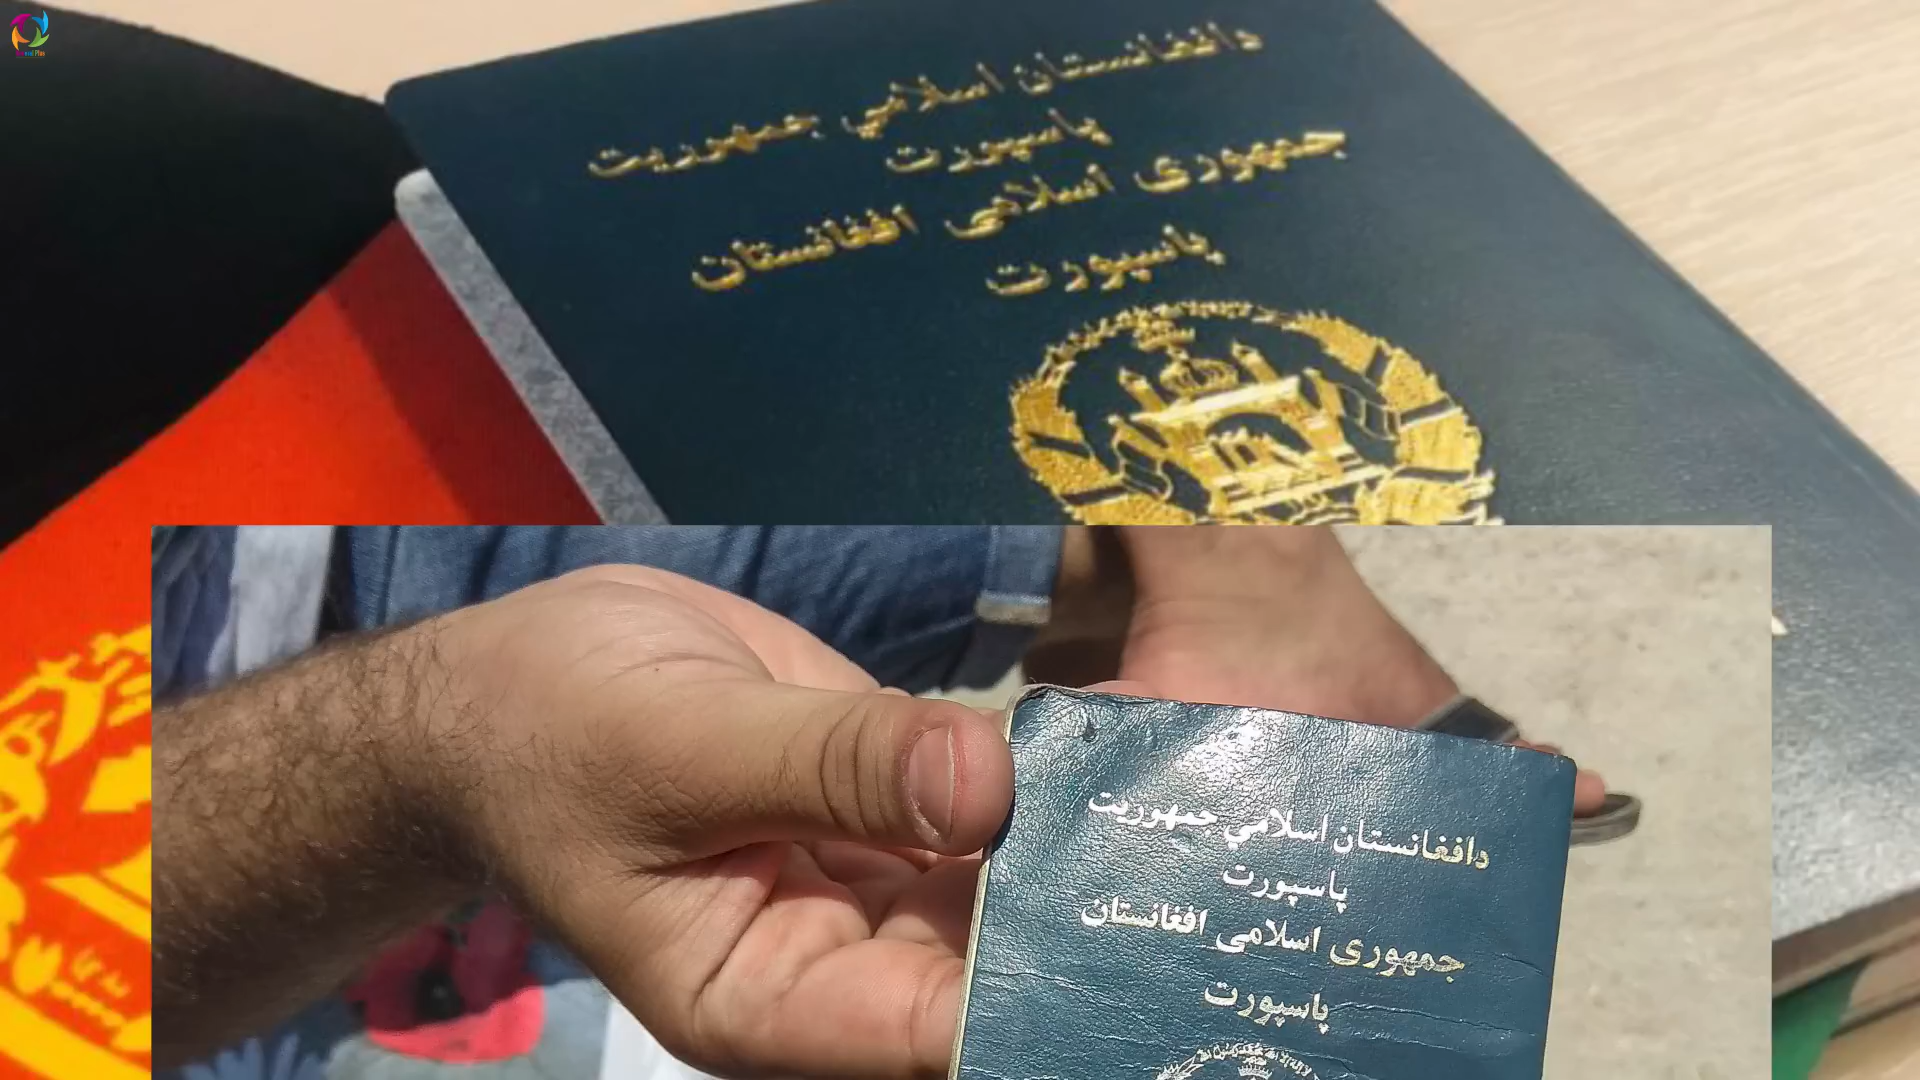 دافغانستان اسلامي جمهوریت
پاسپورت
جمهوری اسلامی افغانستان
پاسپورت
دافغانستان اسلامي جمهوریت
پاسپورت
جمهوری اسلامی افغانستان
پاسپورت